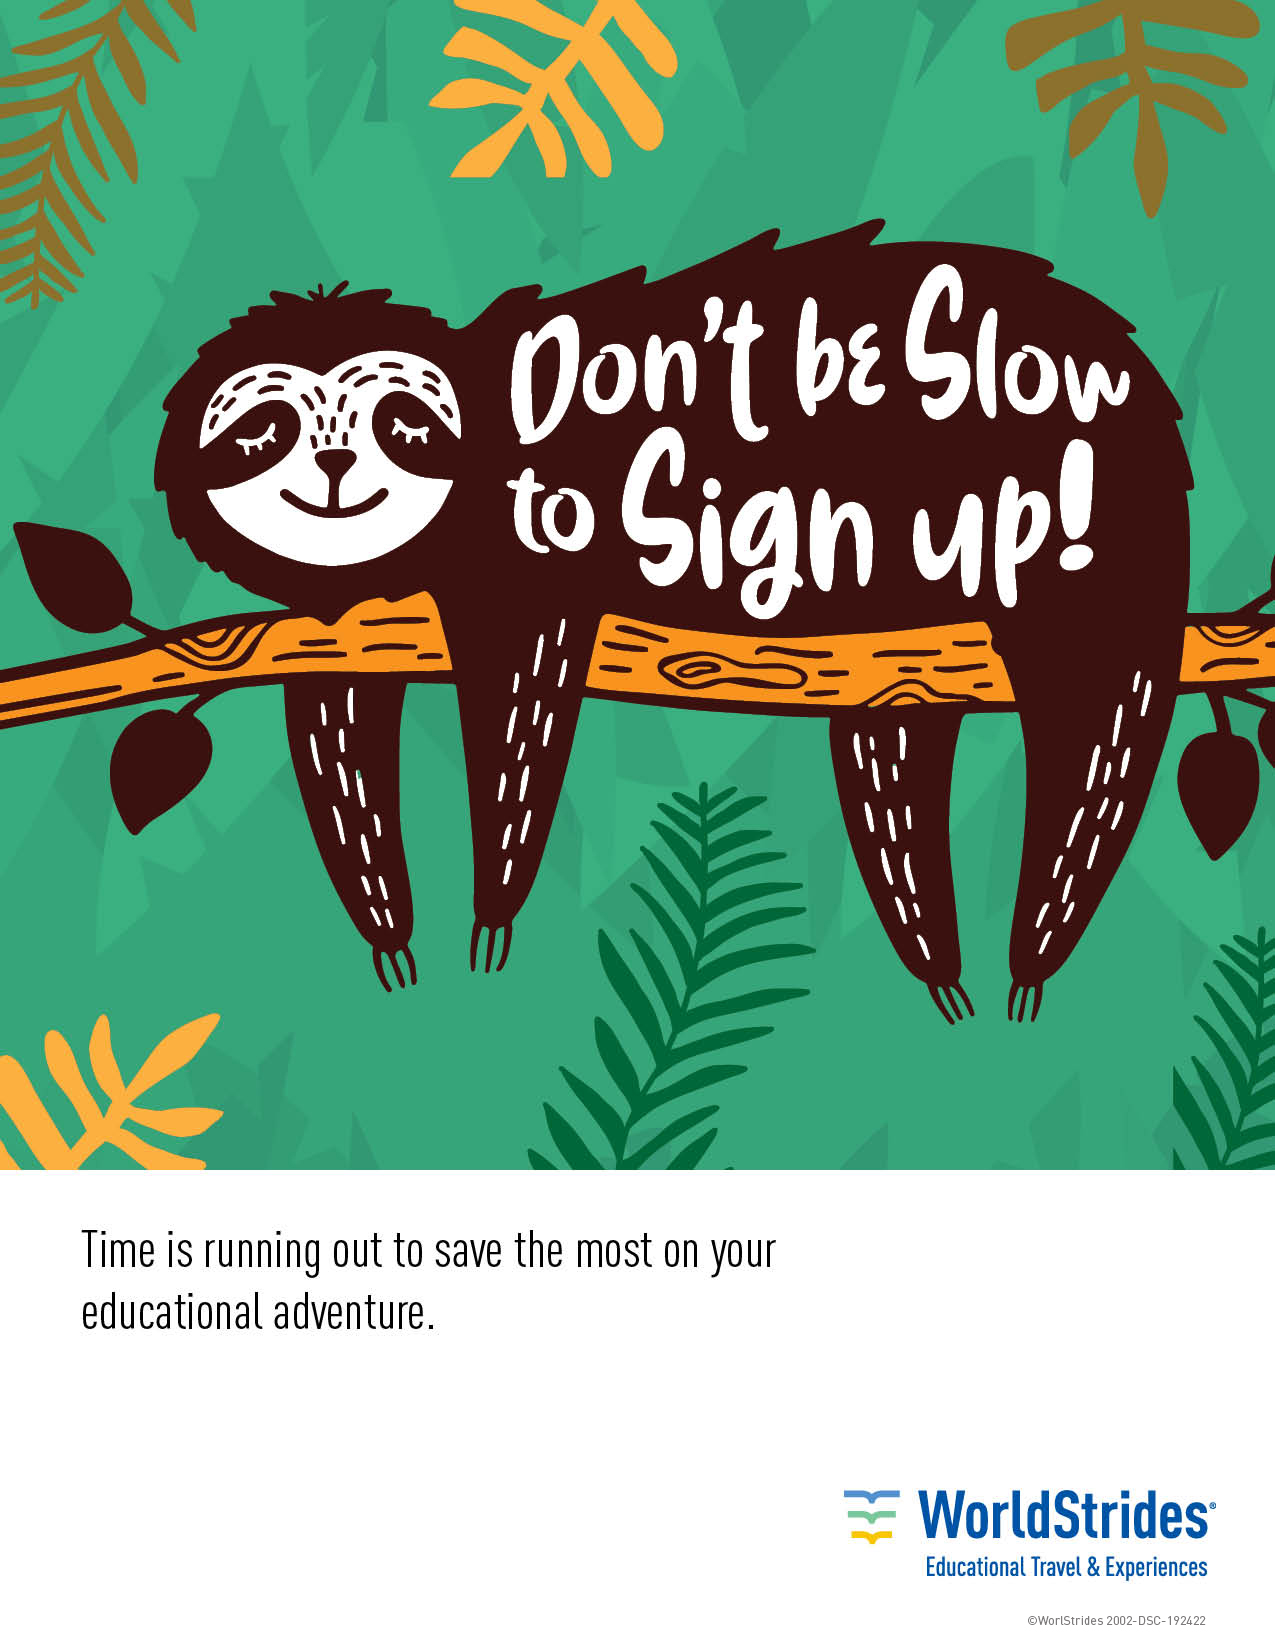 Don't be Slow
to Sign up!
Time is running out to save the most on your
educational adventure.
WorldStrides®
Educational Travel & Experiences
©WorlStrides 2002-DSC-192422